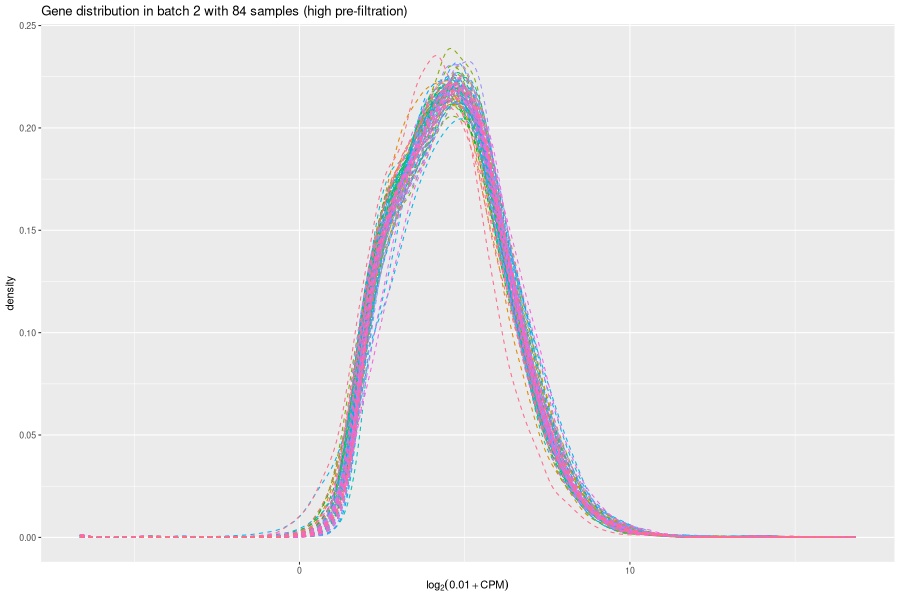 Gene distribution in batch 2 with 84 samples (high pre-filtration)
0.25
0.20
0.15
0.10
0.05
0.00
density
0 10
log₂(0.01 + CPM)